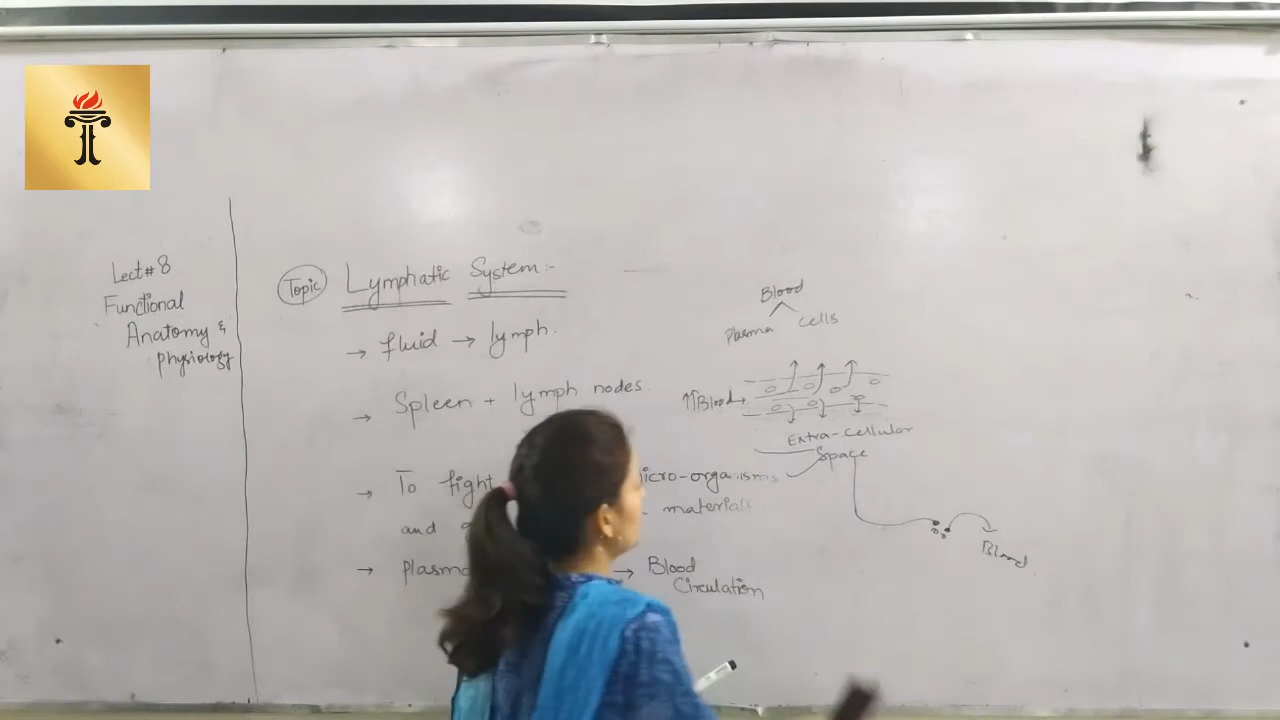 Lect#8
Functional
Anatomy &
physiology
Topic Lymphatic System:-
→ fluid → lymph.
→ Spleen + lymph nodes.
→ To fight icro-organisms
and materials.
→ plasma → Blood
Circulation
Blood
Plasma cells
↑↑Blood→
Extra-cellular
Space
Blood